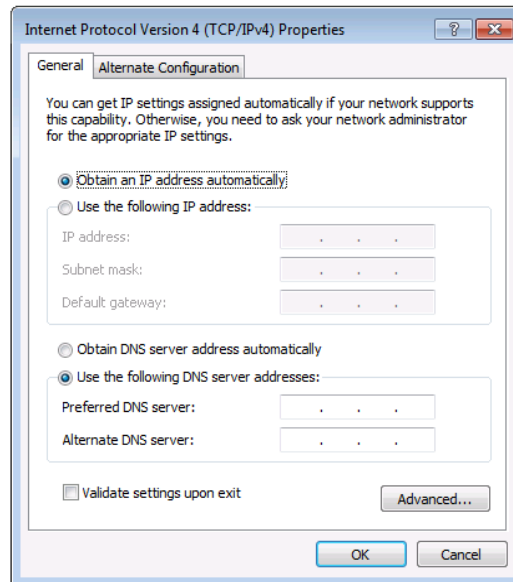 Internet Protocol Version 4 (TCP/IPv4) Properties
General
Alternate Configuration
You can get IP settings assigned automatically if your network supports
this capability. Otherwise, you need to ask your network administrator
for the appropriate IP settings.
Obtain an IP address automatically
Use the following IP address:
IP address:
. . .
Subnet mask:
. . .
Default gateway:
. . .
Obtain DNS server address automatically
Use the following DNS server addresses:
Preferred DNS server:
. . .
Alternate DNS server:
. . .
Validate settings upon exit
Advanced...
OK
Cancel